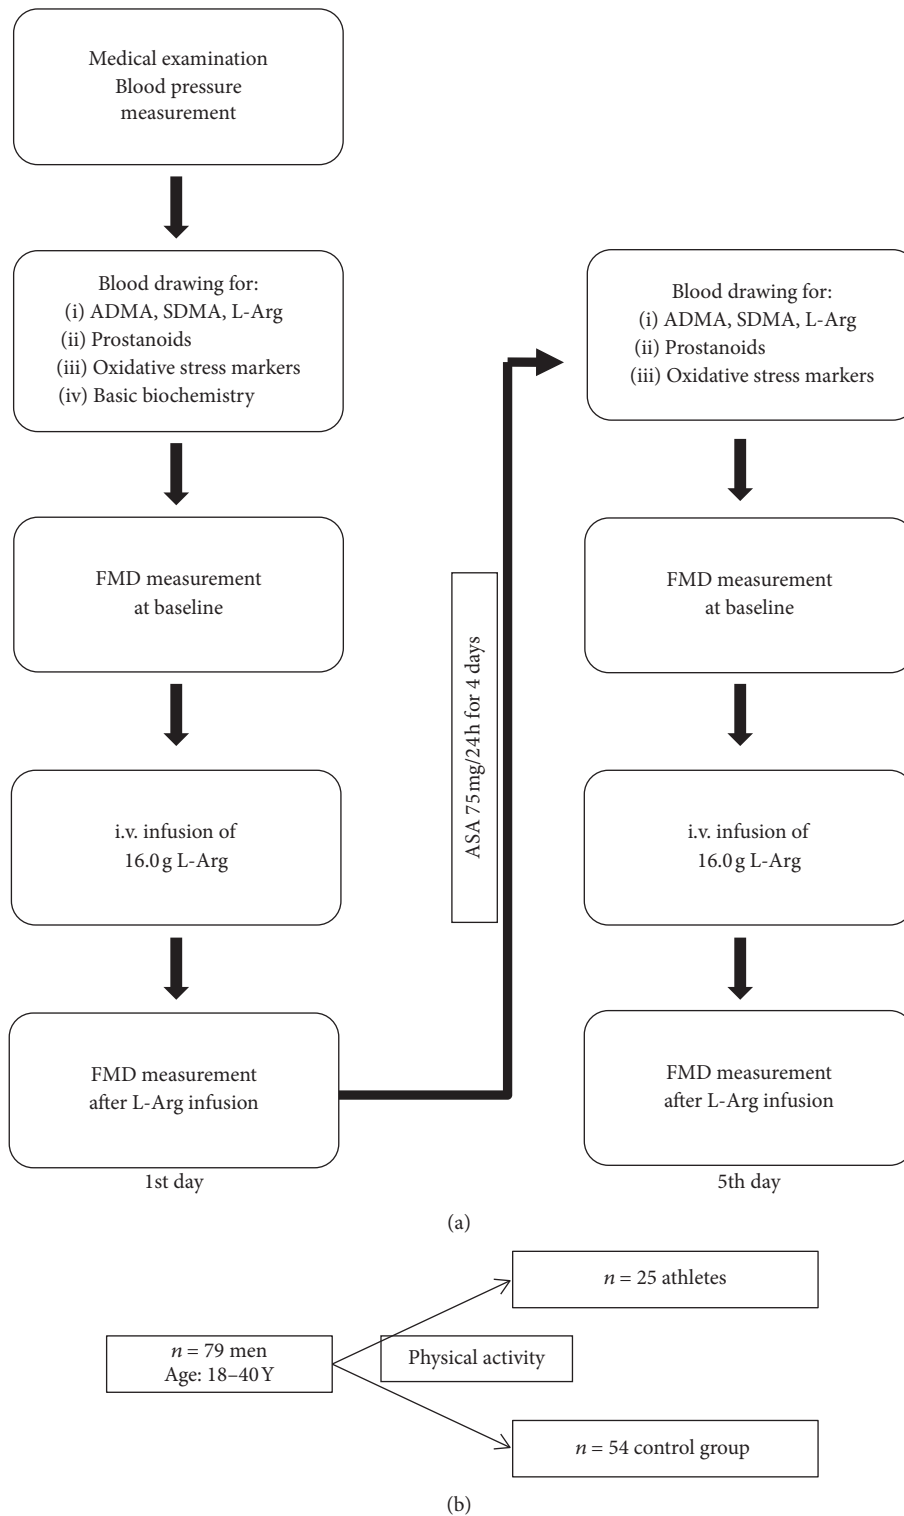 Medical examination
Blood pressure
measurement
Blood drawing for:
(i) ADMA, SDMA, L-Arg
(ii) Prostanoids
(iii) Oxidative stress markers
(iv) Basic biochemistry
FMD measurement
at baseline
i.v. infusion of
16.0 g L-Arg
FMD measurement
after L-Arg infusion
1st day
ASA 75 mg/24 h for 4 days
Blood drawing for:
(i) ADMA, SDMA, L-Arg
(ii) Prostanoids
(iii) Oxidative stress markers
FMD measurement
at baseline
i.v. infusion of
16.0 g L-Arg
FMD measurement
after L-Arg infusion
5th day
(a)
n = 79 men
Age: 18–40 Y
Physical activity
n = 25 athletes
n = 54 control group
(b)